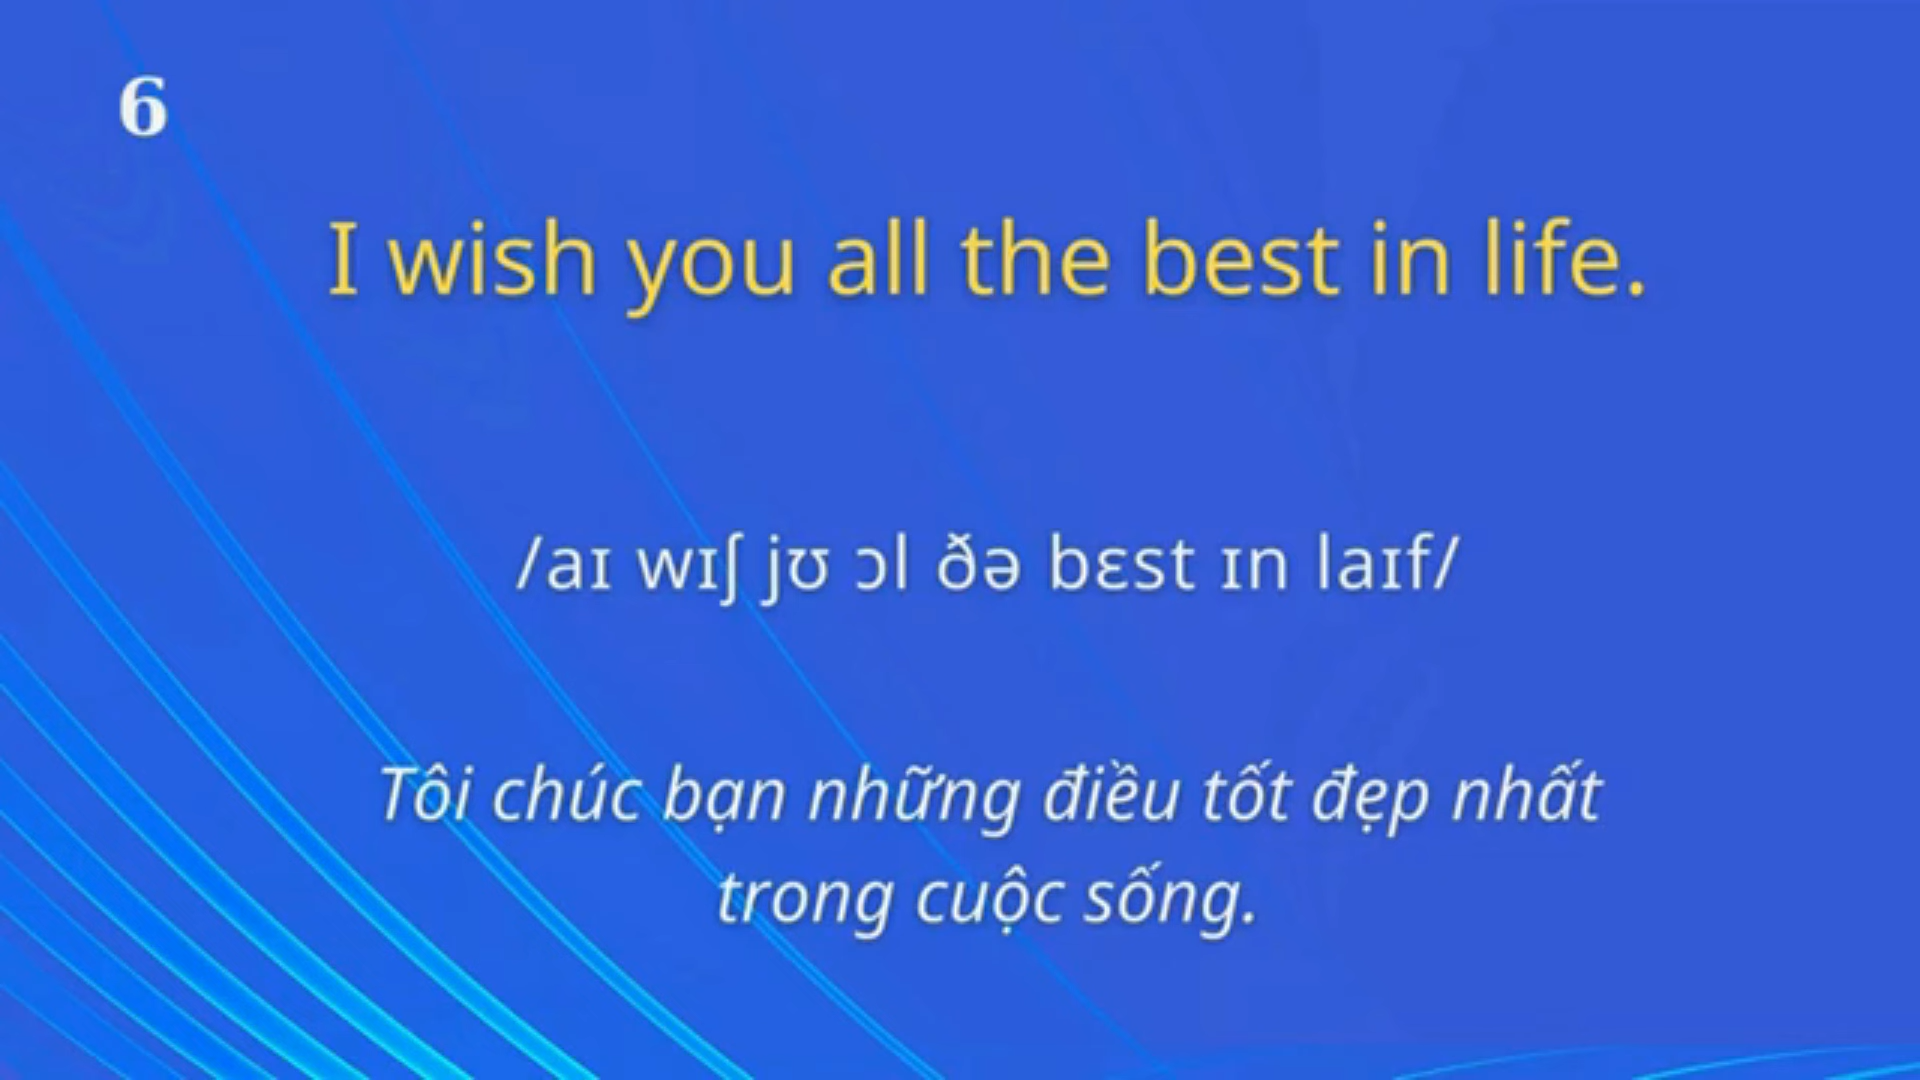 6
I wish you all the best in life.
/aɪ wɪʃ jʊ ɔl ðə bɛst ɪn laɪf/
Tôi chúc bạn những điều tốt đẹp nhất
trong cuộc sống.